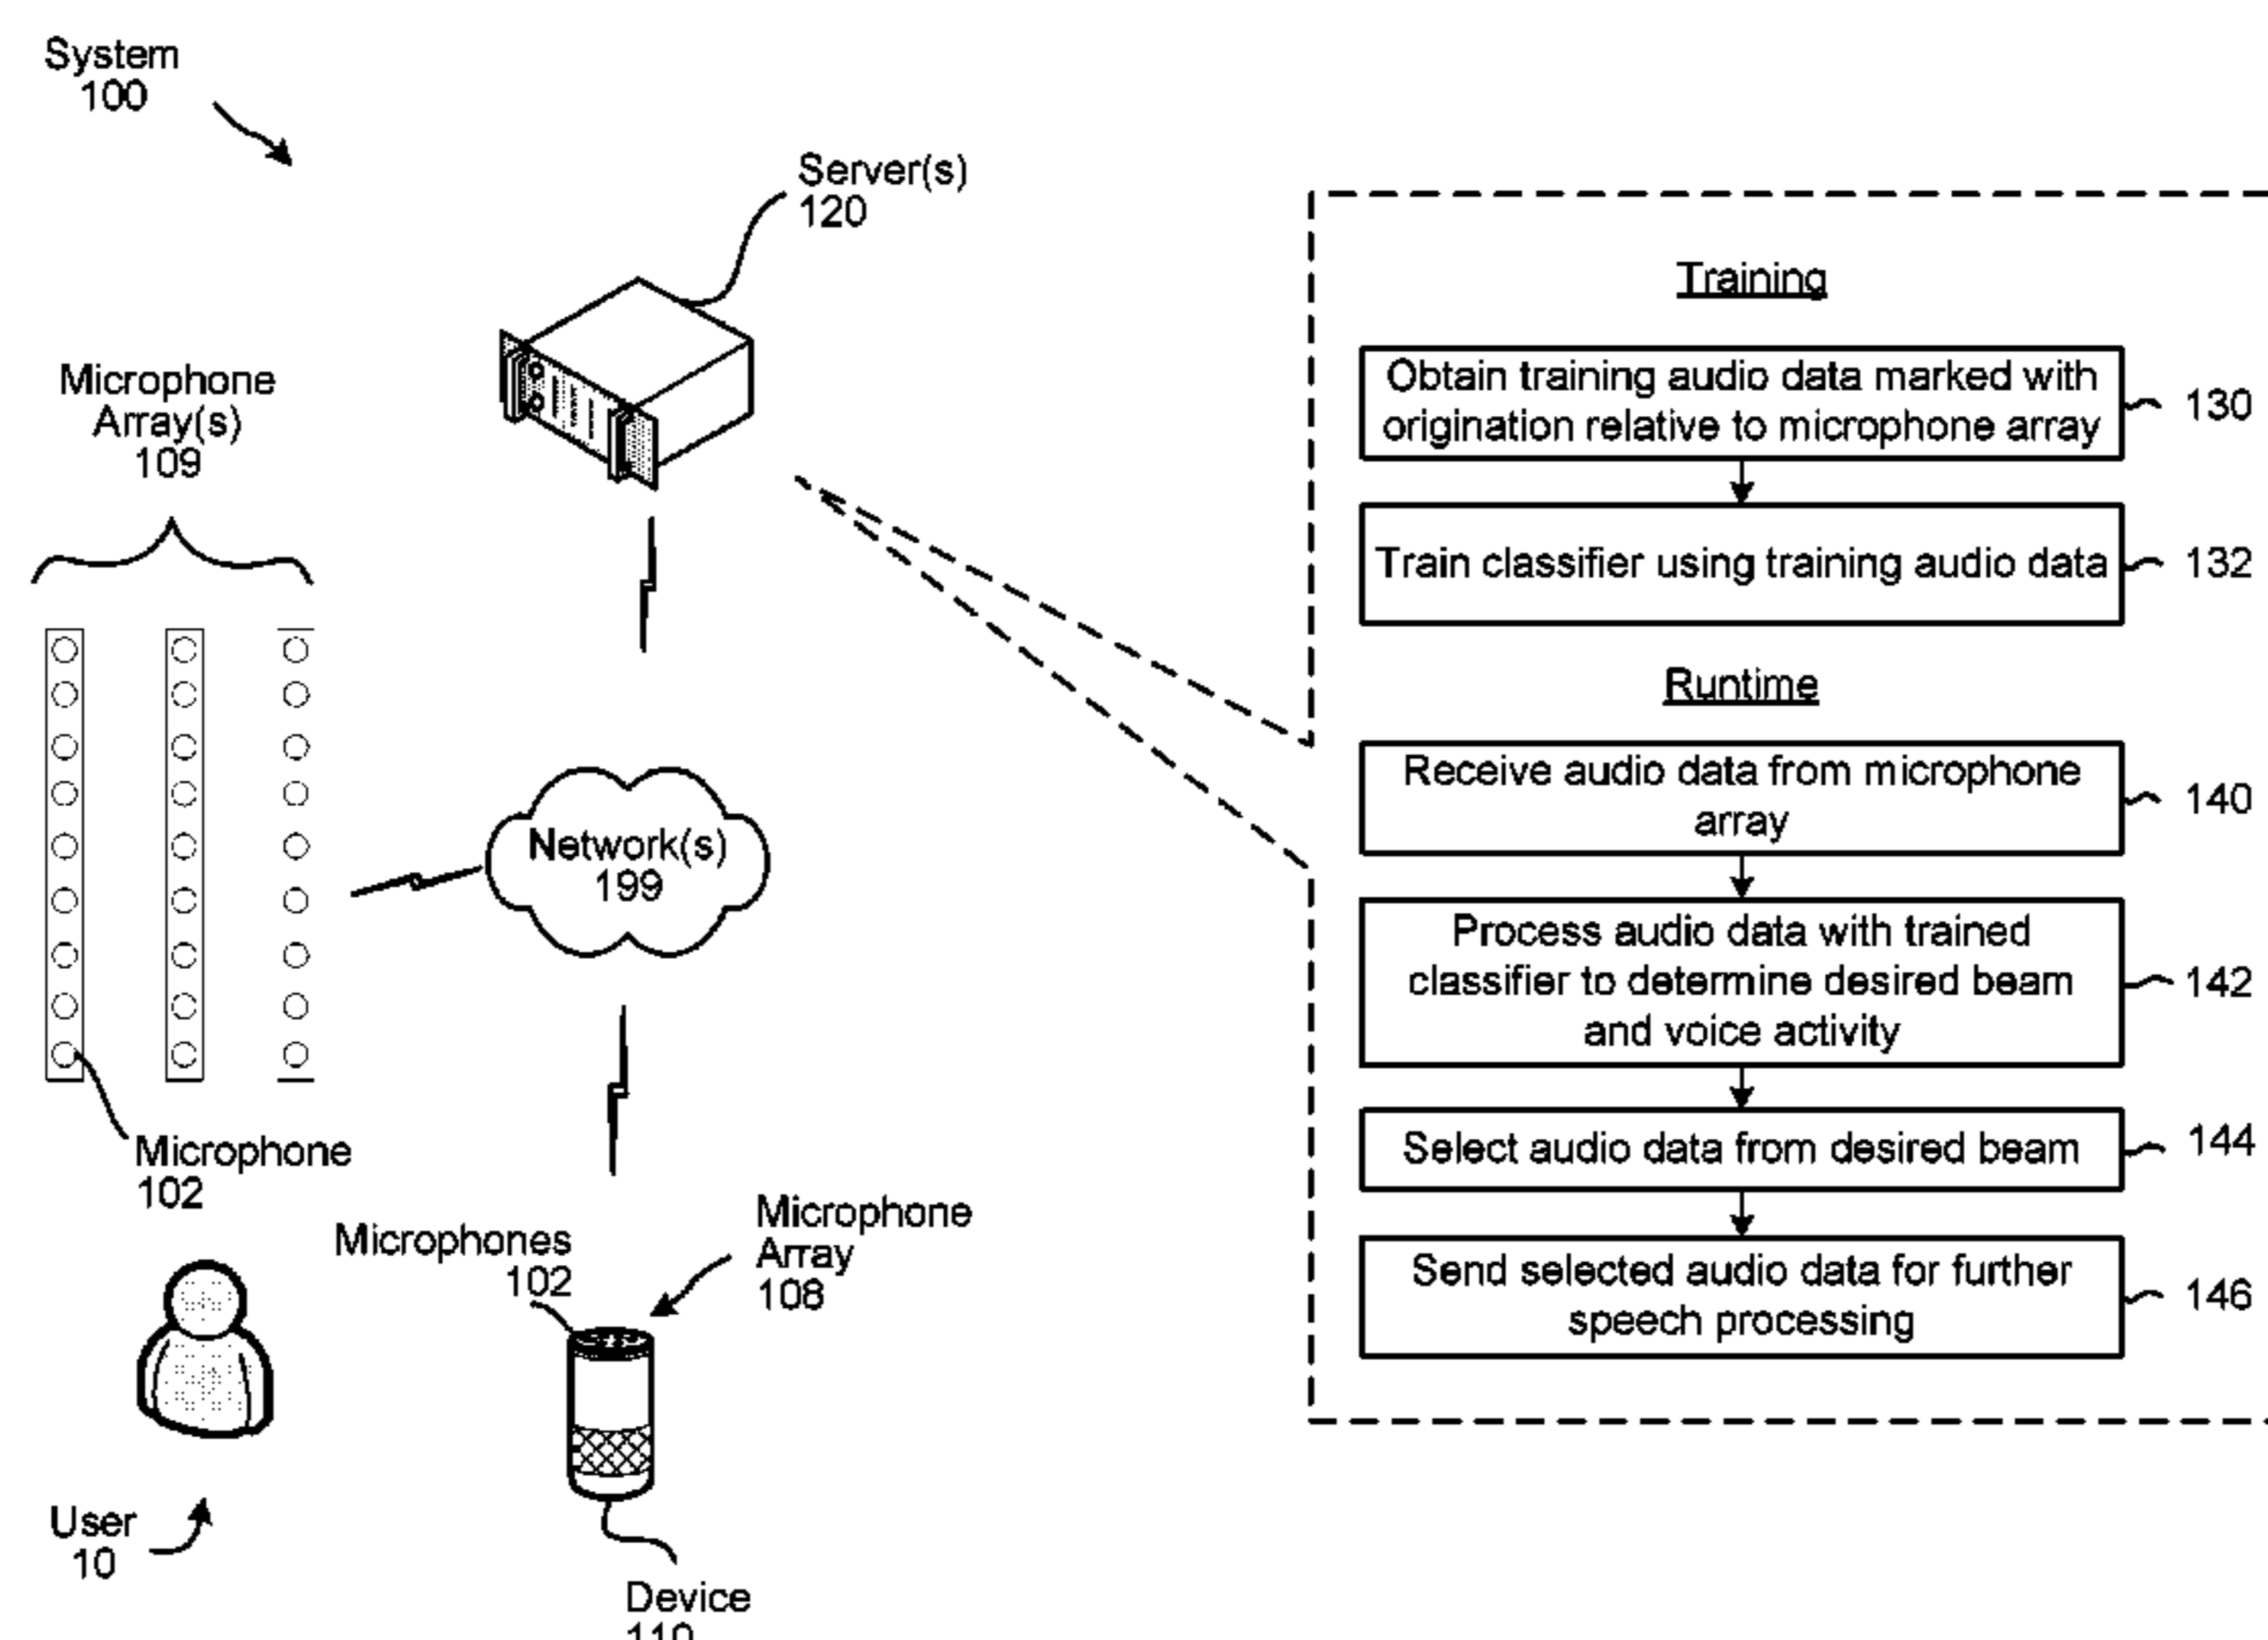 System
100
Server(s)
120
Microphone
Array(s)
109
Network(s)
199
Microphone
102
Microphones
102
Microphone
Array
108
User
10
Device
110
Training
Obtain training audio data marked with
origination relative to microphone array
130
Train classifier using training audio data
132
Runtime
Receive audio data from microphone
array
140
Process audio data with trained
classifier to determine desired beam
and voice activity
142
Select audio data from desired beam
144
Send selected audio data for further
speech processing
146